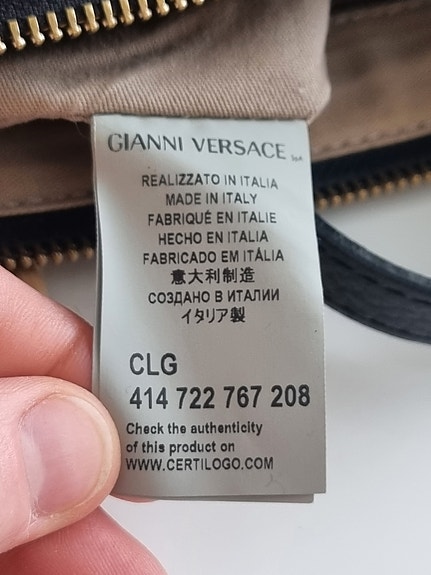 GIANNI VERSACE
REALIZZATO IN ITALIA
MADE IN ITALY
FABRIQUÉ EN ITALIE
HECHO EN ITALIA
FABRICADO EM ITÁLIA
意大利制造
СОЗДАНО В ИТАЛИИ
イタリア製
CLG
414 722 767 208
Check the authenticity
of this product on
WWW.CERTILOGO.COM